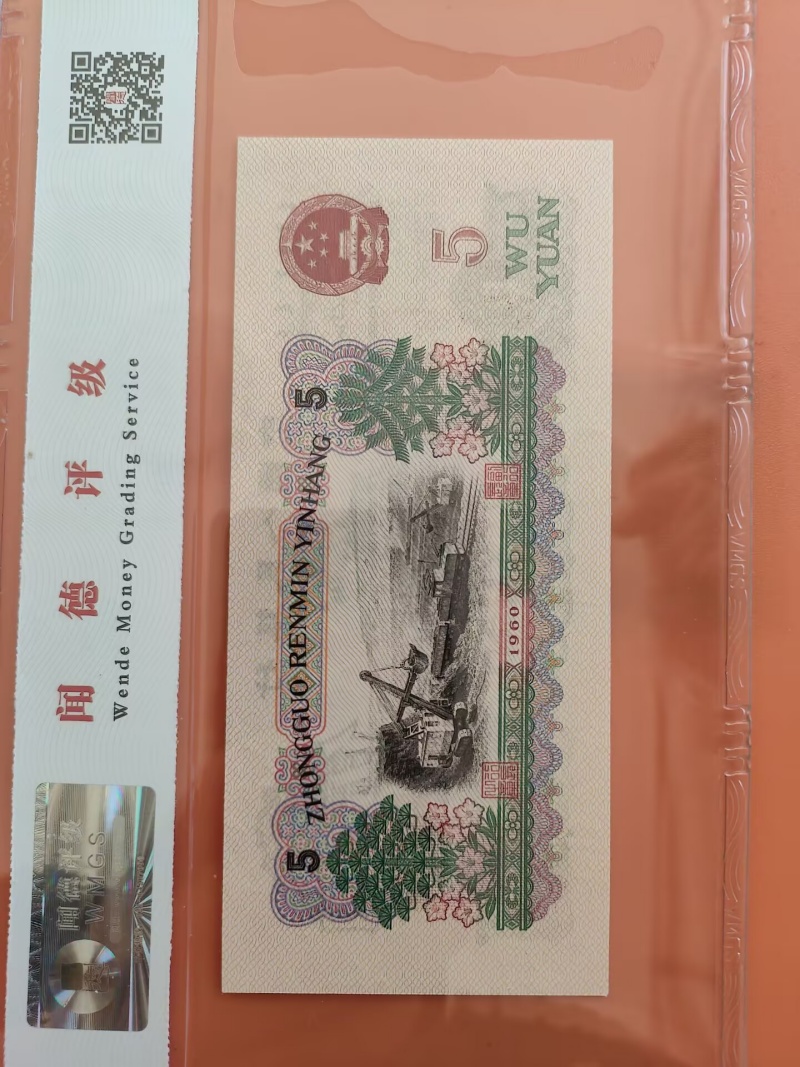 闻德评级
Wende Money Grading Service
闻德评级
WMGS
ZHONGGUO RENMIN YINHANG
5
5
1960
5
WU
YUAN